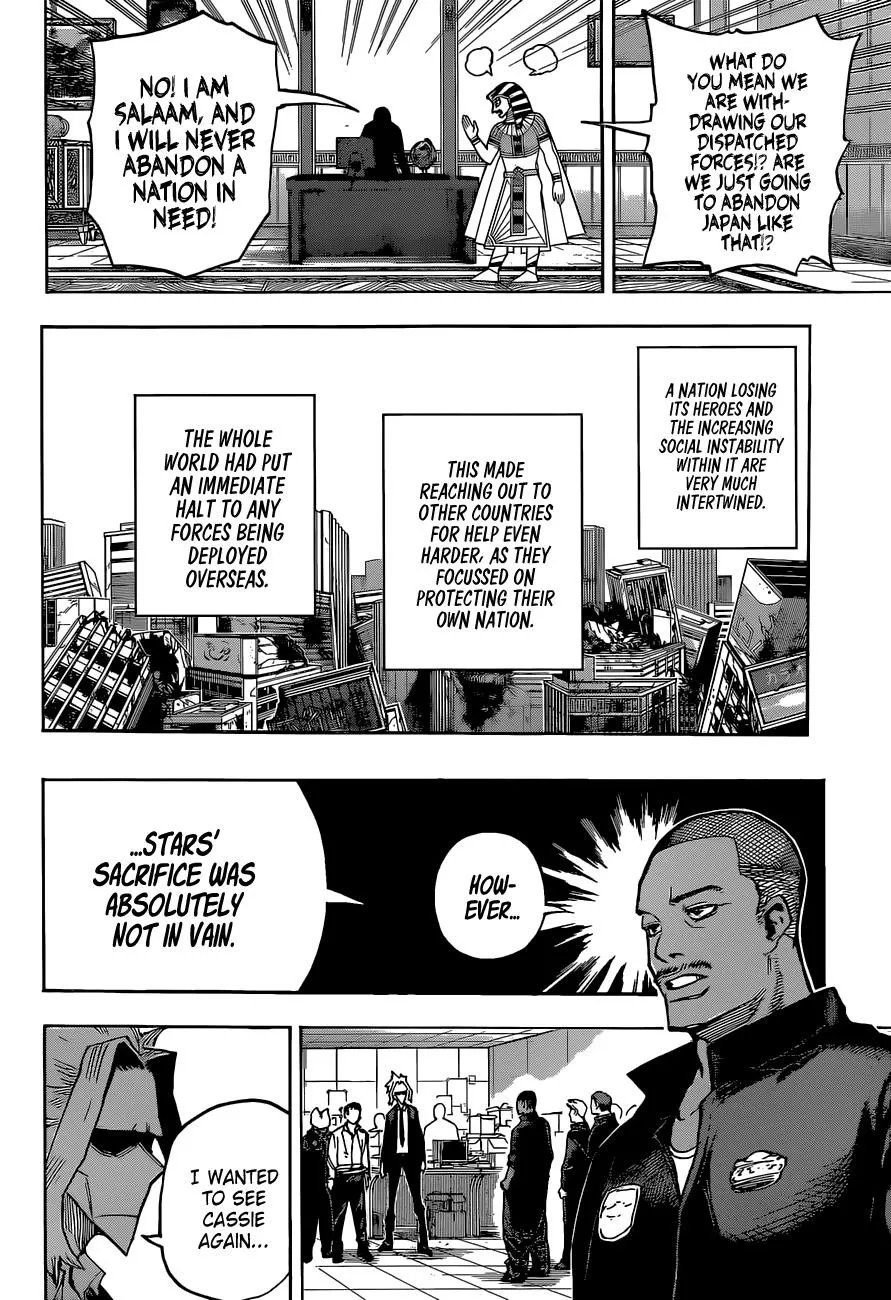 WHAT DO
YOU MEAN WE
ARE WITH-
DRAWING OUR
DISPATCHED
FORCES!? ARE
WE JUST GOING
TO ABANDON
JAPAN LIKE
THAT!?
NO! I AM
SALAAM, AND
I WILL NEVER
ABANDON A
NATION IN
NEED!
A NATION LOSING
ITS HEROES AND
THE INCREASING
SOCIAL INSTABILITY
WITHIN IT ARE
VERY MUCH
INTERTWINED.
THIS MADE
REACHING OUT TO
OTHER COUNTRIES
FOR HELP EVEN
HARDER, AS THEY
FOCUSSED ON
PROTECTING THEIR
OWN NATION.
THE WHOLE
WORLD HAD PUT
AN IMMEDIATE
HALT TO ANY
FORCES BEING
DEPLOYED
OVERSEAS.
HOW-
EVER...
...STARS'
SACRIFICE WAS
ABSOLUTELY
NOT IN VAIN.
I WANTED
TO SEE
CASSIE
AGAIN...